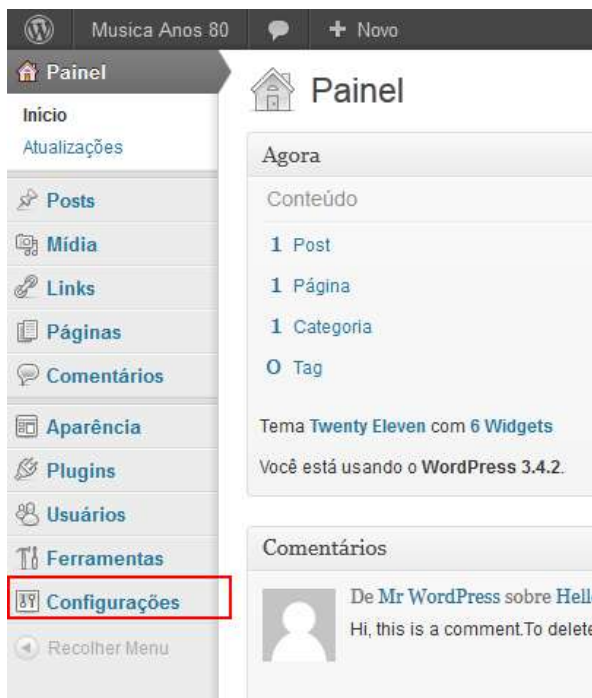 Musica Anos 80 Novo
Painel
Início
Atualizações
Posts
Mídia
Links
Páginas
Comentários
Aparência
Plugins
Usuários
Ferramentas
Configurações
Recolher Menu
Painel
Agora
Conteúdo
1 Post
1 Página
1 Categoria
0 Tag
Tema Twenty Eleven com 6 Widgets
Você está usando o WordPress 3.4.2.
Comentários
De Mr WordPress sobre Hell
Hi, this is a comment.To delete